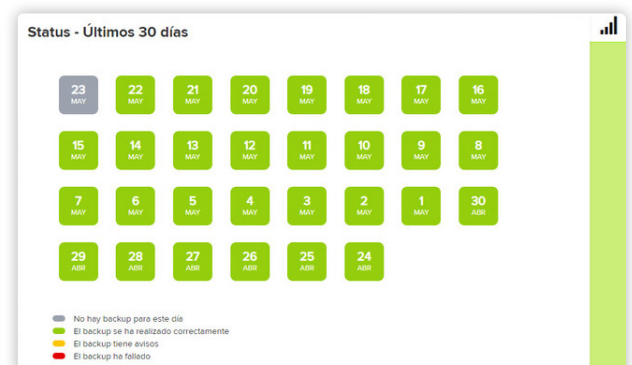 Status - Últimos 30 días
23 22 21 20 19 18 17 16
MAY MAY MAY MAY MAY MAY MAY MAY
15 14 13 12 11 10 9 8
MAY MAY MAY MAY MAY MAY MAY MAY
7 6 5 4 3 2 1 30
MAY MAY MAY MAY MAY MAY MAY ABR
29 28 27 26 25 24
ABR ABR ABR ABR ABR ABR
No hay backup para este día
El backup se ha realizado correctamente
El backup tiene avisos
El backup ha fallado